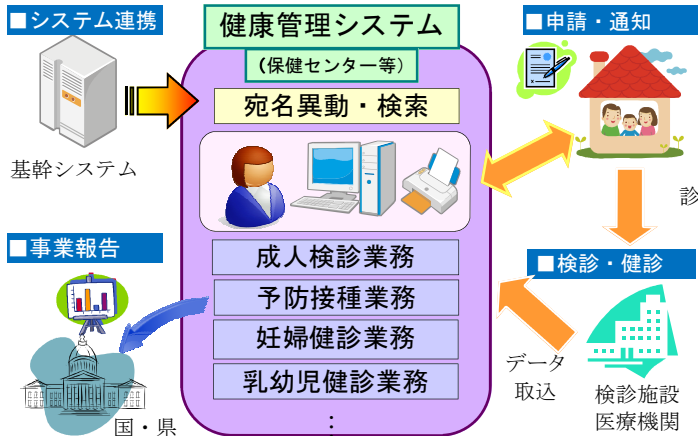 ■システム連携
健康管理システム
(保健センター等)
■申請・通知
宛名異動・検索
基幹システム
診
■事業報告
成人検診業務
予防接種業務
妊婦健診業務
乳幼児健診業務
:
■検診・健診
データ
取込
検診施設
医療機関
国・県